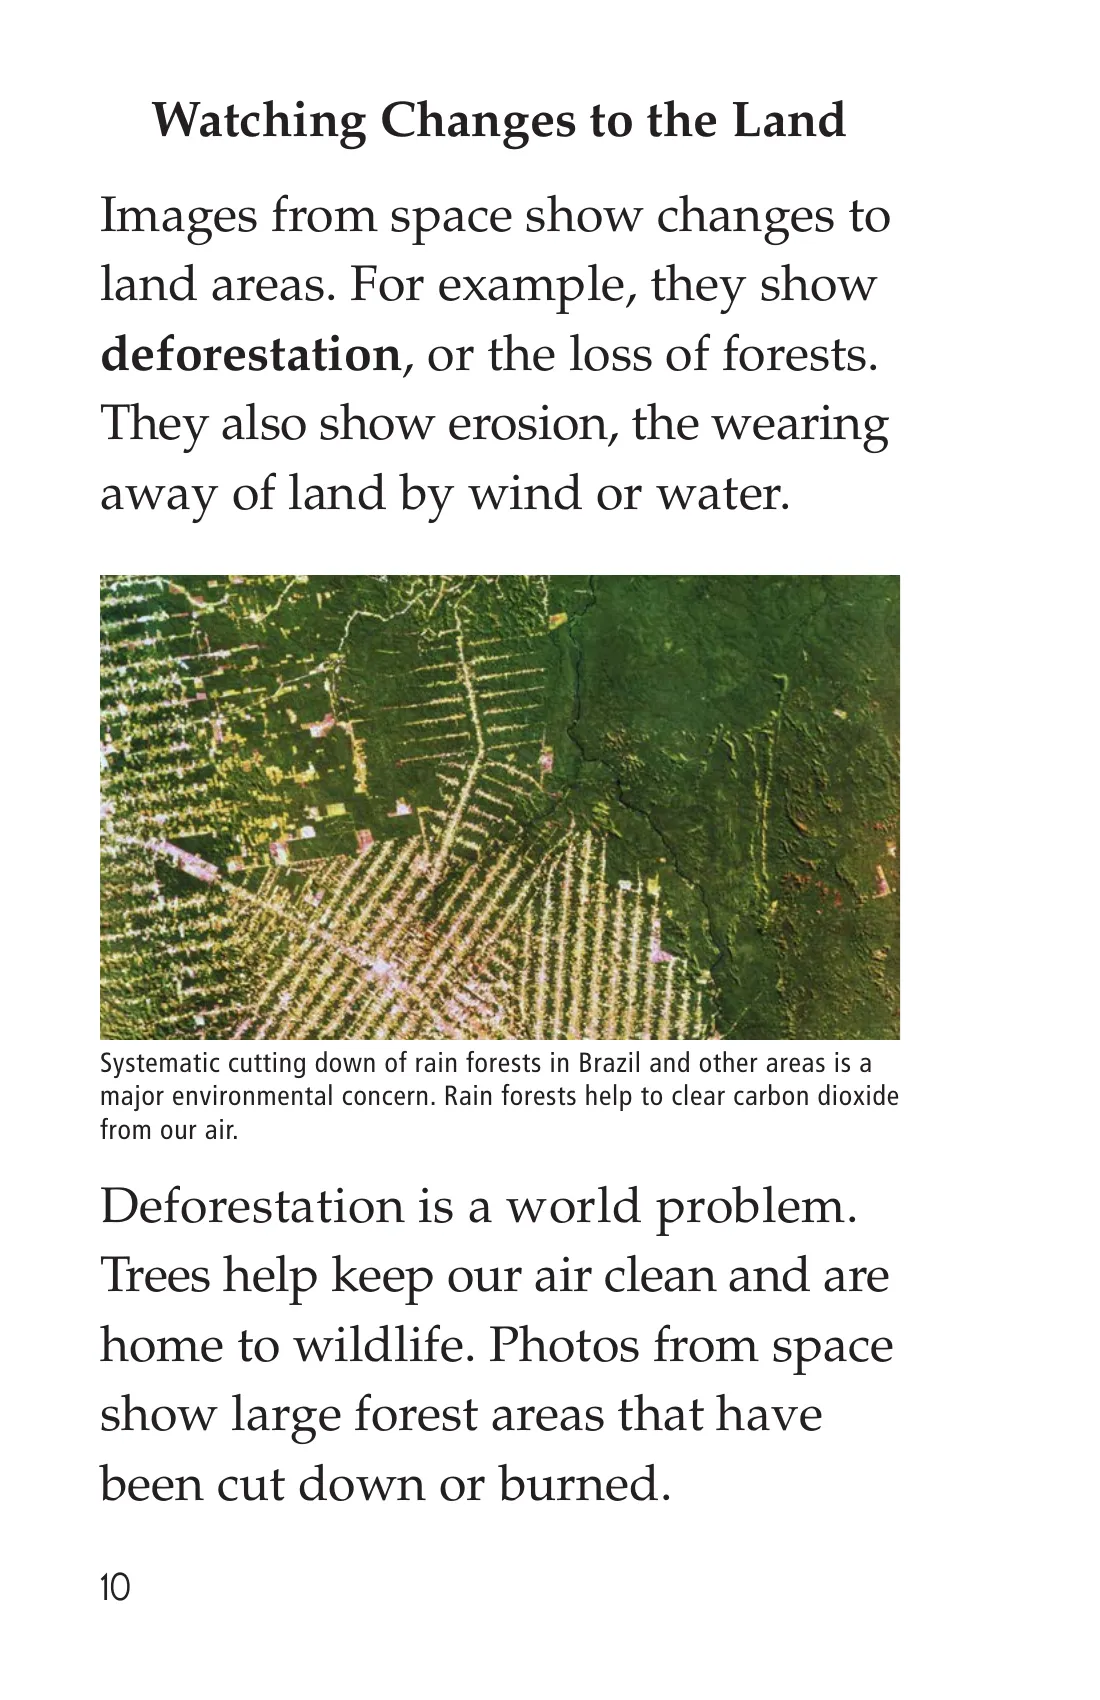 Watching Changes to the Land
Images from space show changes to
land areas. For example, they show
deforestation, or the loss of forests.
They also show erosion, the wearing
away of land by wind or water.
Systematic cutting down of rain forests in Brazil and other areas is a
major environmental concern. Rain forests help to clear carbon dioxide
from our air.
Deforestation is a world problem.
Trees help keep our air clean and are
home to wildlife. Photos from space
show large forest areas that have
been cut down or burned.
10